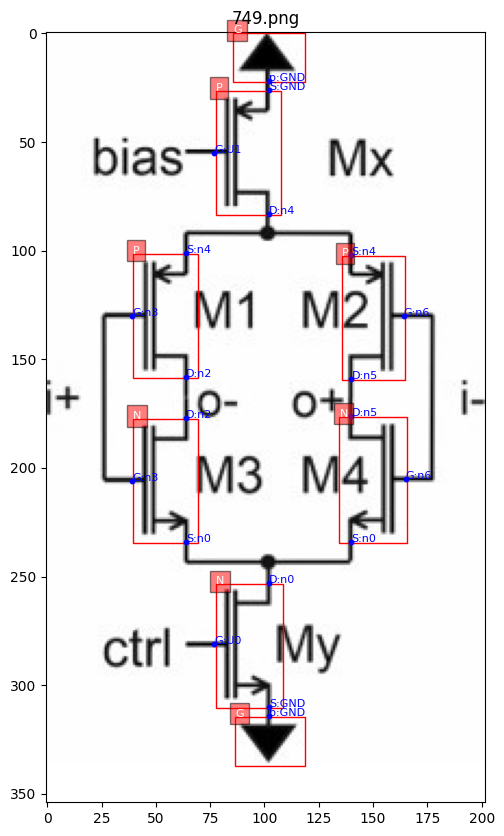 749.png
G
0
p:GND
S:GND
P
bias
G:U1
Mx
50
D:n4
100
P
S:n4
P
S:n4
G:n3
M1
M2
G:n6
150
D:n2
D:n5
i+
o-
o+
i-
N
D:n2
N
D:n5
200
G:n3
M3
M4
G:n6
S:n0
S:n0
250
N
D:n0
ctrl
G:U0
My
300
S:GND
G
p:GND
350
0 25 50 75 100 125 150 175 200